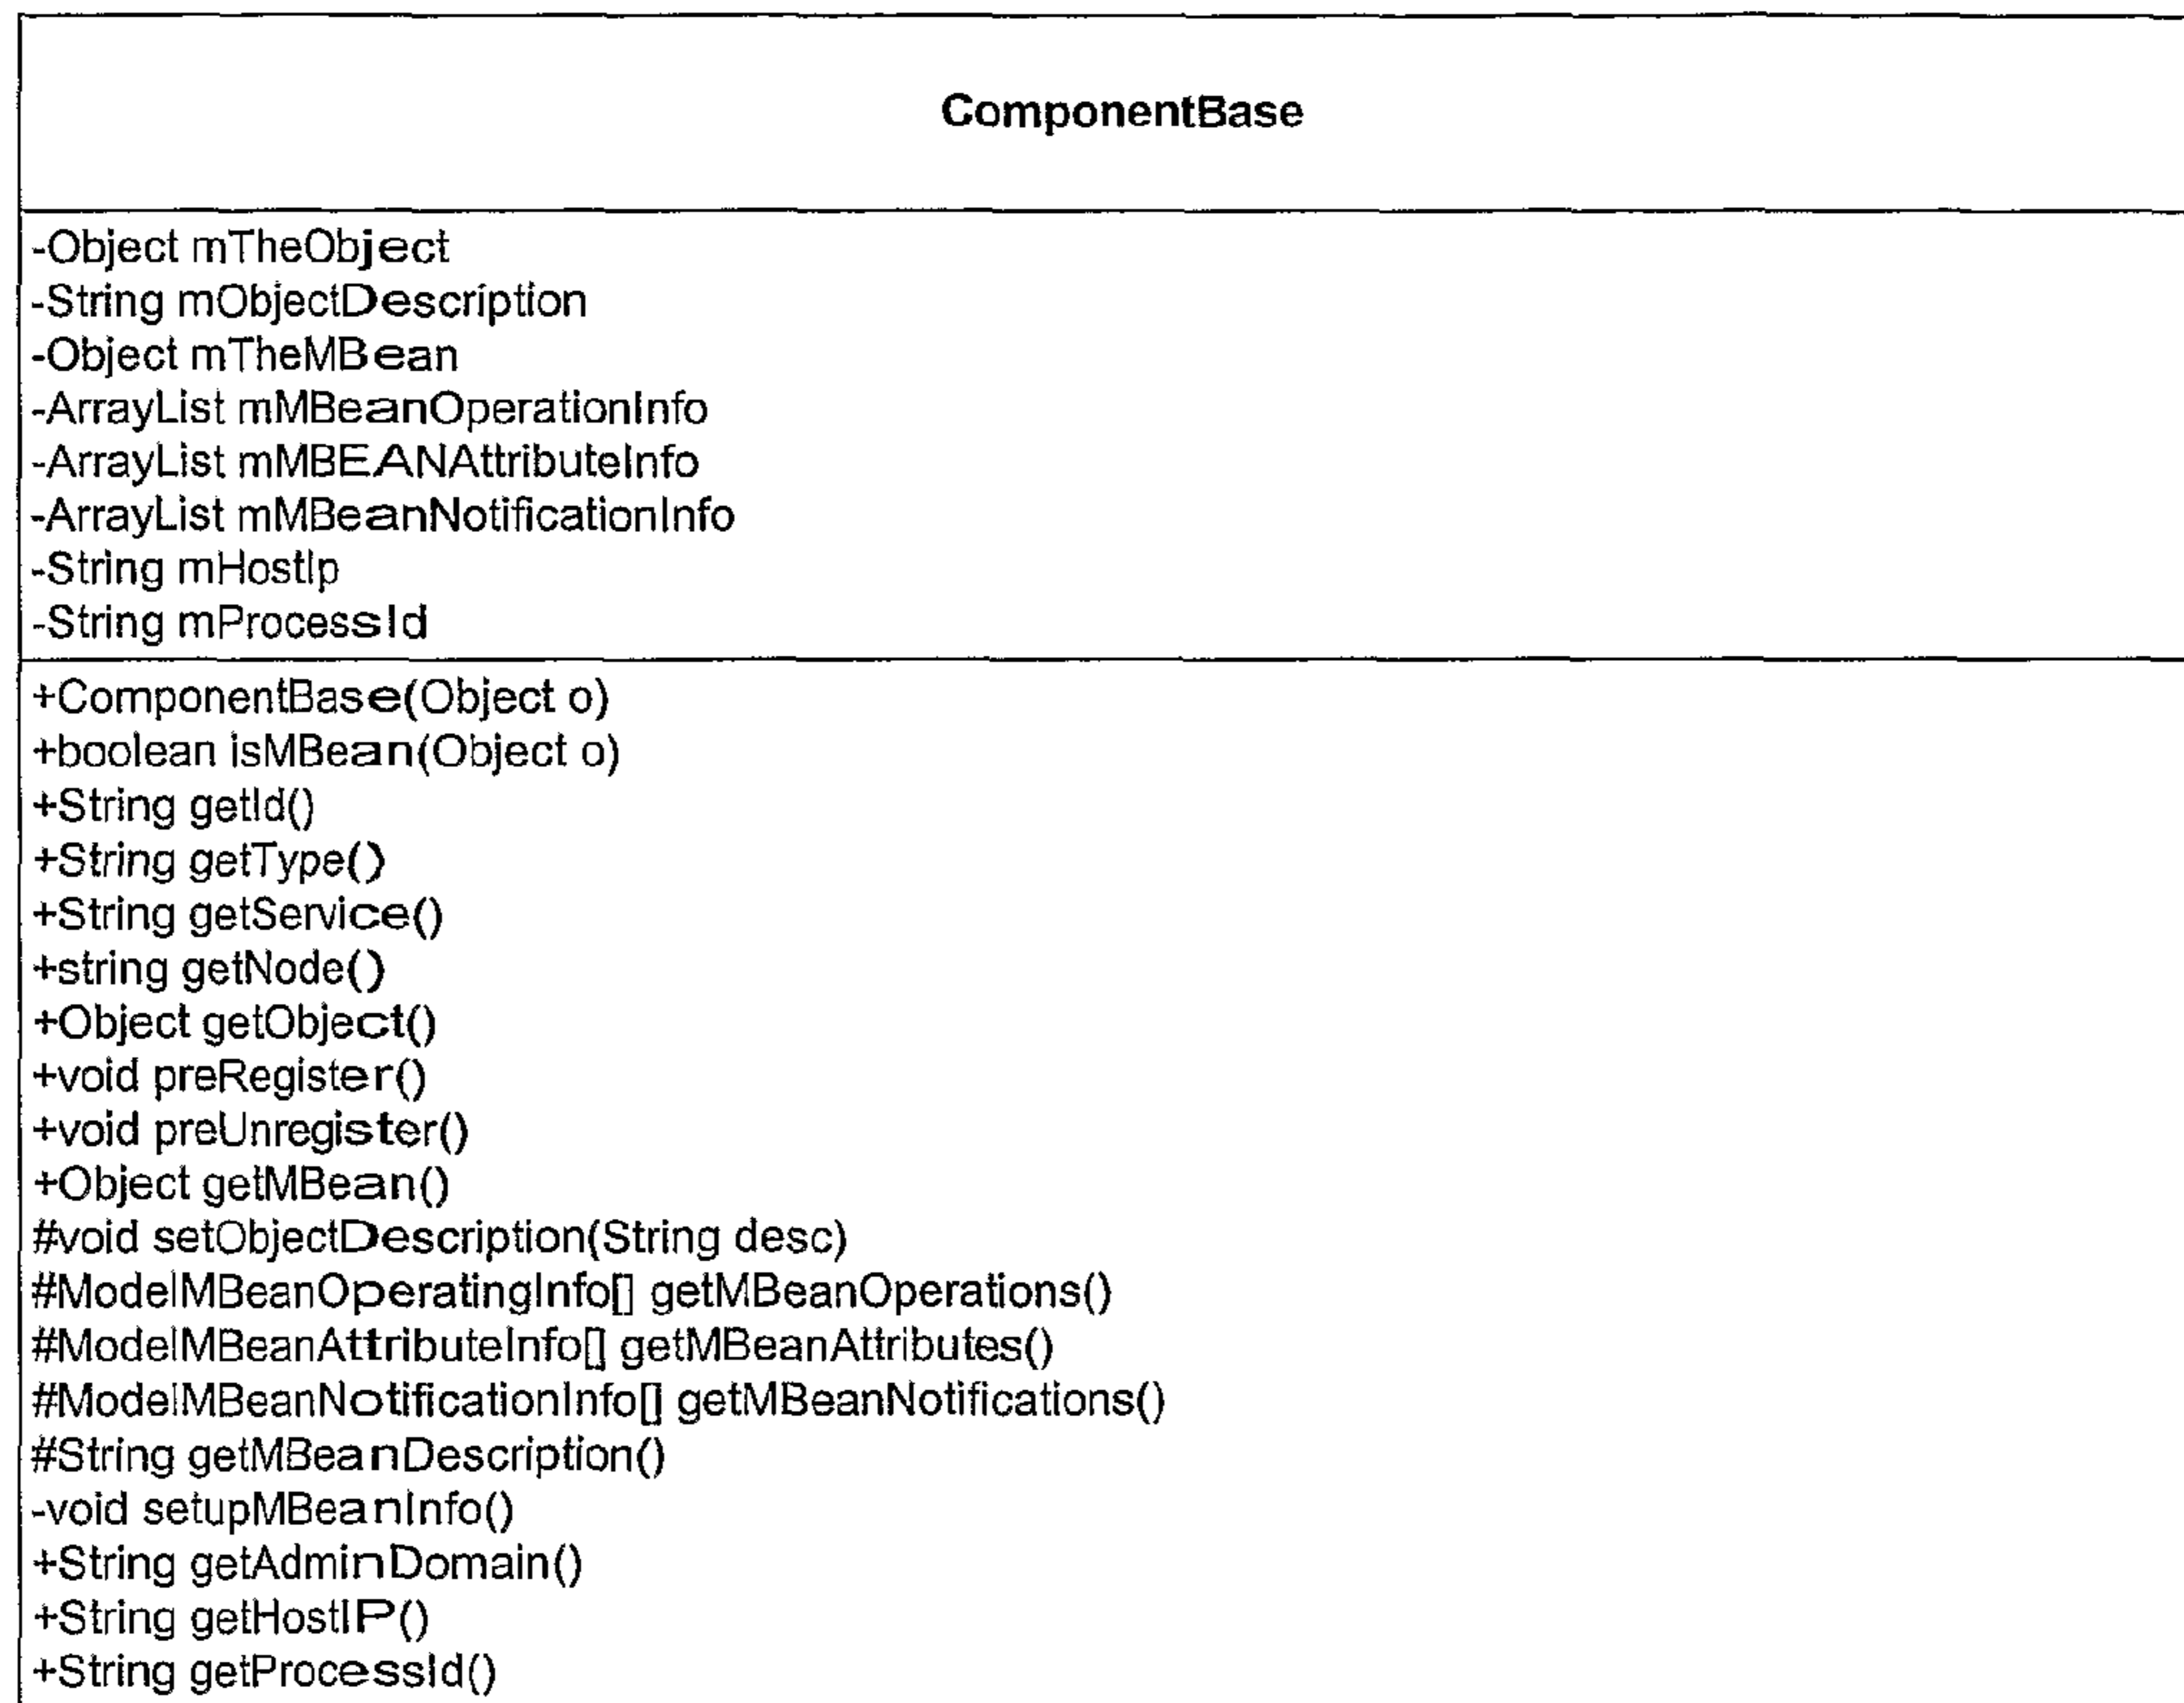 ComponentBase
-Object mTheObject
-String mObjectDescription
-Object mTheMBean
-ArrayList mMBeanOperationInfo
-ArrayList mMBEANAttributeInfo
-ArrayList mMBeanNotificationInfo
-String mHostIp
-String mProcessId
+ComponentBase(Object o)
+boolean isMBean(Object o)
+String getId()
+String getType()
+String getService()
+string getNode()
+Object getObject()
+void preRegister()
+void preUnregister()
+Object getMBean()
#void setObjectDescription(String desc)
#ModelMBeanOperatingInfo[] getMBeanOperations()
#ModelMBeanAttributeInfo[] getMBeanAttributes()
#ModelMBeanNotificationInfo[] getMBeanNotifications()
#String getMBeanDescription()
-void setupMBeanInfo()
+String getAdminDomain()
+String getHostIP()
+String getProcessId()